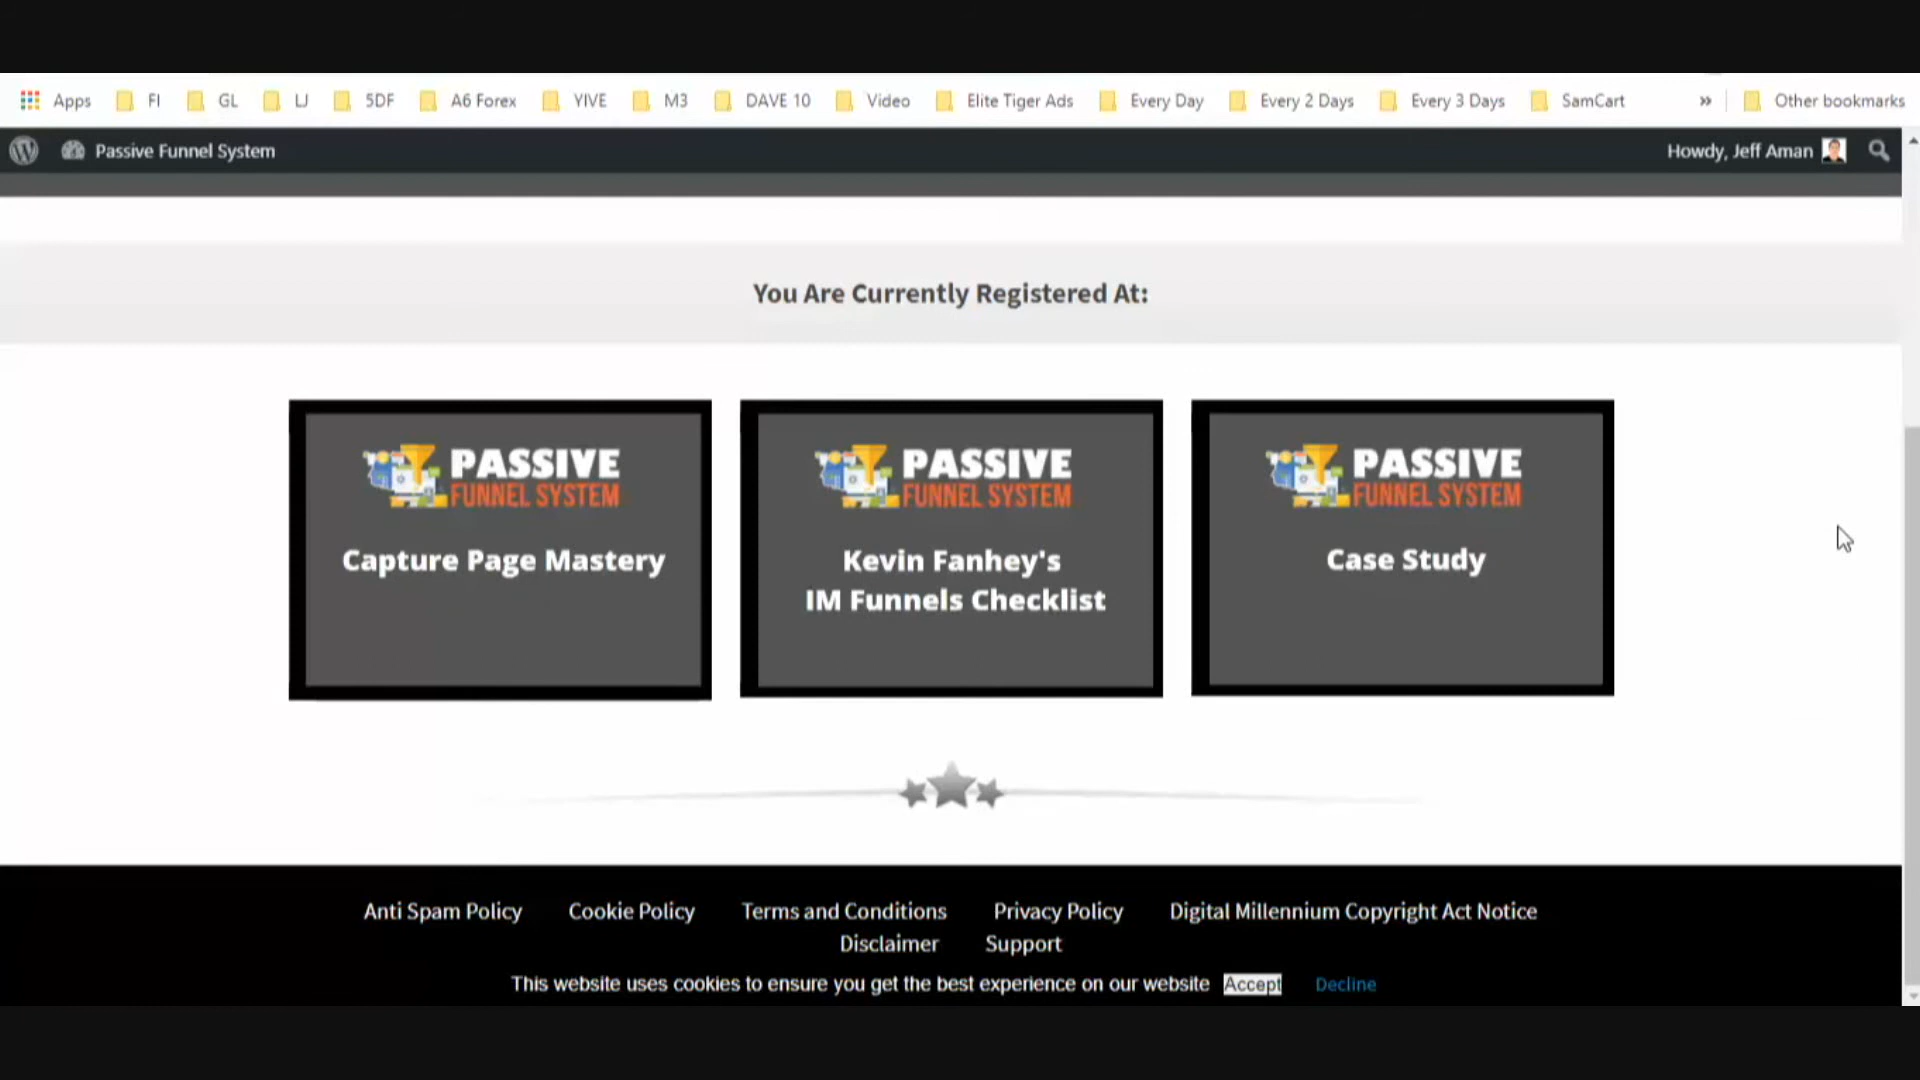 Apps FI GL LJ 5DF A6 Forex YIVE M3 DAVE 10 Video Elite Tiger Ads Every Day Every 2 Days Every 3 Days SamCart » Other bookmarks
Passive Funnel System Howdy, Jeff Aman
You Are Currently Registered At:
PASSIVE
FUNNEL SYSTEM
Capture Page Mastery
PASSIVE
FUNNEL SYSTEM
Kevin Fanhey's
IM Funnels Checklist
PASSIVE
FUNNEL SYSTEM
Case Study
Anti Spam Policy Cookie Policy Terms and Conditions Privacy Policy Digital Millennium Copyright Act Notice
Disclaimer Support
This website uses cookies to ensure you get the best experience on our website Accept Decline